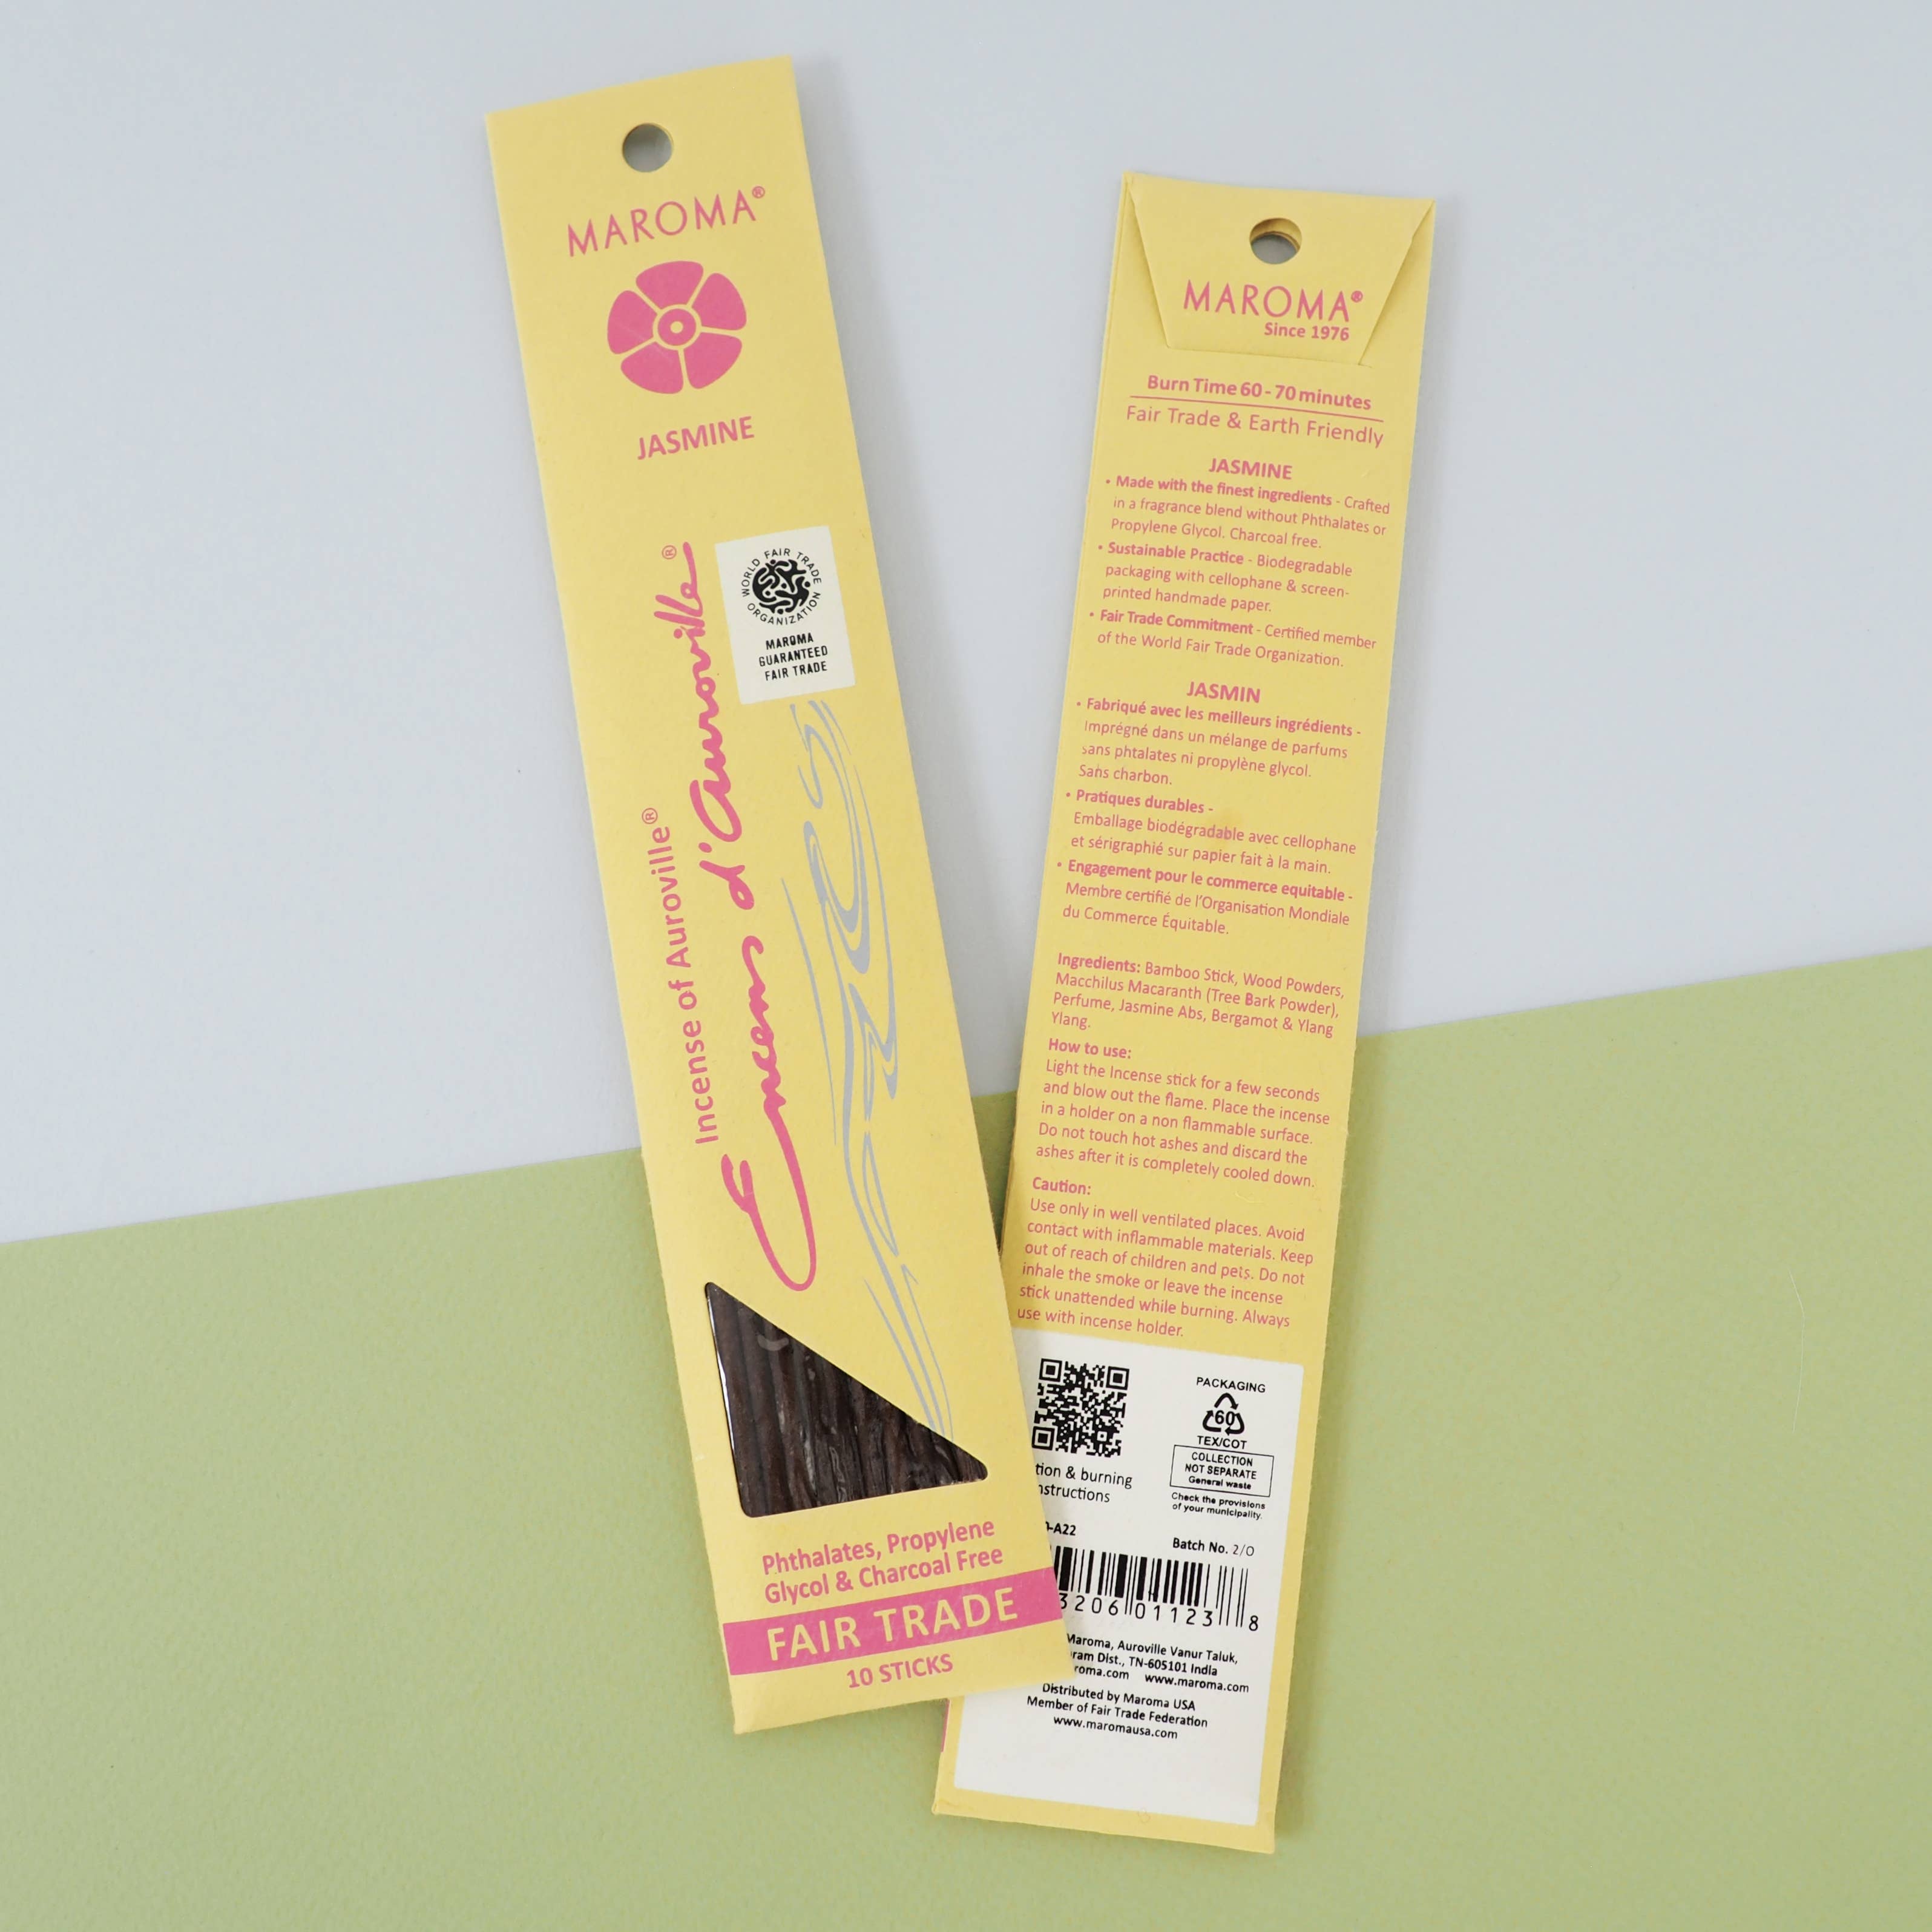 MAROMA®
JASMINE
WORLD FAIR TRADE ORGANIZATION
MAROMA
GUARANTEED
FAIR TRADE
Incense of Auroville®
Encens d'Auroville®
Phthalates, Propylene
Glycol & Charcoal Free
FAIR TRADE
10 STICKS
MAROMA®
Since 1976
Burn Time 60 - 70 minutes
Fair Trade & Earth Friendly
JASMINE
• Made with the finest ingredients - Crafted
in a fragrance blend without Phthalates or
Propylene Glycol. Charcoal free.
• Sustainable Practice - Biodegradable
packaging with cellophane & screen-
printed handmade paper.
• Fair Trade Commitment - Certified member
of the World Fair Trade Organization.
JASMIN
• Fabriqué avec les meilleurs ingrédients -
Imprégné dans un mélange de parfums
sans phtalates ni propylène glycol.
Sans charbon.
• Pratiques durables -
Emballage biodégradable avec cellophane
et sérigraphié sur papier fait à la main.
• Engagement pour le commerce equitable -
Membre certifié de l'Organisation Mondiale
du Commerce Équitable.
Ingredients: Bamboo Stick, Wood Powders,
Macchilus Macaranth (Tree Bark Powder),
Perfume, Jasmine Abs, Bergamot & Ylang
Ylang.
How to use:
Light the Incense stick for a few seconds
and blow out the flame. Place the incense
in a holder on a non flammable surface.
Do not touch hot ashes and discard the
ashes after it is completely cooled down.
Caution:
Use only in well ventilated places. Avoid
contact with inflammable materials. Keep
out of reach of children and pets. Do not
inhale the smoke or leave the incense
stick unattended while burning. Always
use with incense holder.
tion & burning
nstructions
PACKAGING
60
TEX/COT
COLLECTION
NOT SEPARATE
General waste
Check the provisions
of your municipality.
-A22
Batch No. 2/O
3206 01123 8
Maroma, Auroville Vanur Taluk,
ram Dist., TN-605101 India
roma.com www.maroma.com
Distributed by Maroma USA
Member of Fair Trade Federation
www.maromausa.com